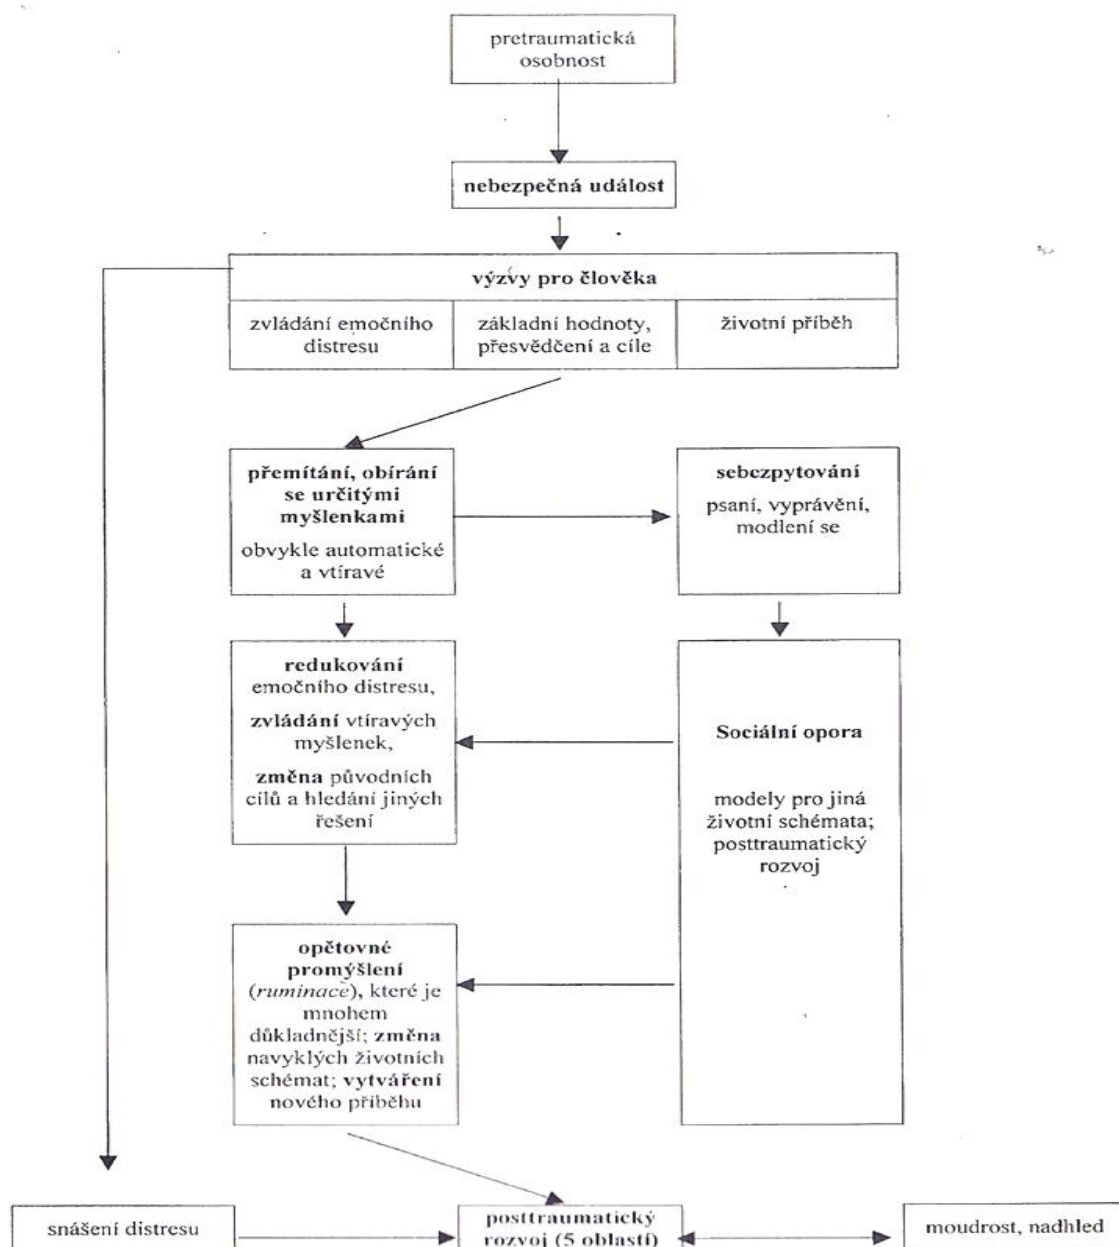 pretraumatická
osobnost
nebezpečná událost
výzvy pro člověka
zvládání emočního
distresu
základní hodnoty,
přesvědčení a cíle
životní příběh
přemítání, obírání
se určitými
myšlenkami
obvykle automatické
a vtíravé
sebezpytování
psaní, vyprávění,
modlení se
redukování
emočního distresu,
zvládání vtíravých
myšlenek,
změna původních
cílů a hledání jiných
řešení
Sociální opora
modely pro jiná
životní schémata;
posttraumatický
rozvoj
opětovné
promýšlení
(ruminace), které je
mnohem
důkladnější; změna
navyklých životních
schémat; vytváření
nového příběhu
snášení distresu
posttraumatický
rozvoj (5 oblastí)
moudrost, nadhled